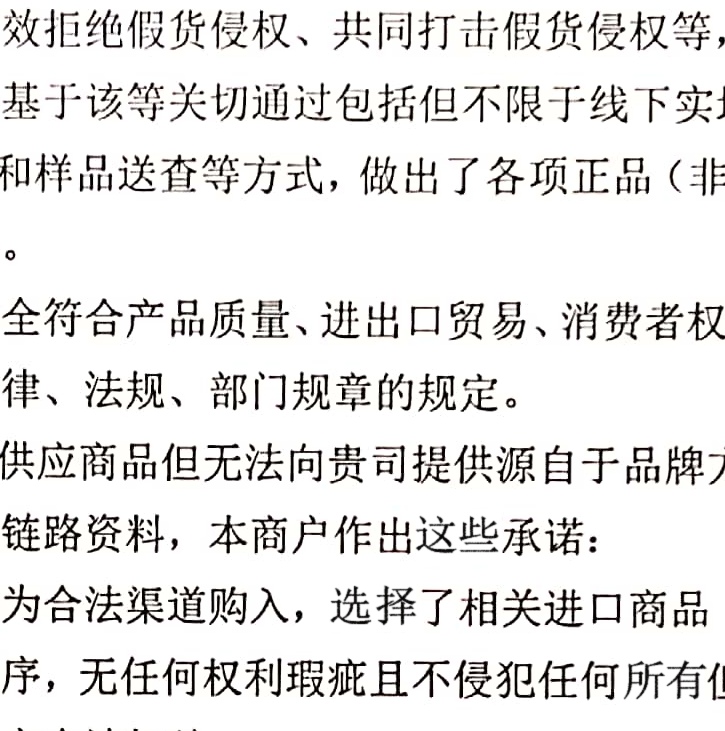 效拒绝假货侵权、共同打击假货侵权等，
基于该等关切通过包括但不限于线下实
和样品送查等方式，做出了各项正品（非
。
全符合产品质量、进出口贸易、消费者权
律、法规、部门规章的规定。
供应商品但无法向贵司提供源自于品牌
链路资料，本商户作出这些承诺：
为合法渠道购入，选择了相关进口商品
序，无任何权利瑕疵且不侵犯任何所有